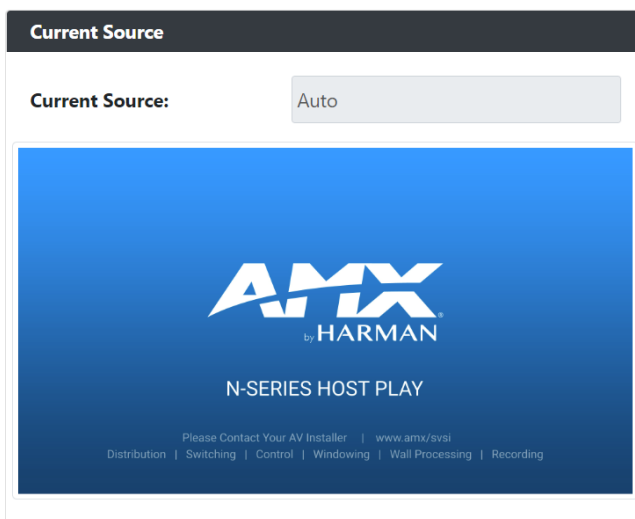 Current Source
Current Source: Auto
AMX®
by HARMAN
N-SERIES HOST PLAY
Please Contact Your AV Installer | www.amx/svsi
Distribution | Switching | Control | Windowing | Wall Processing | Recording